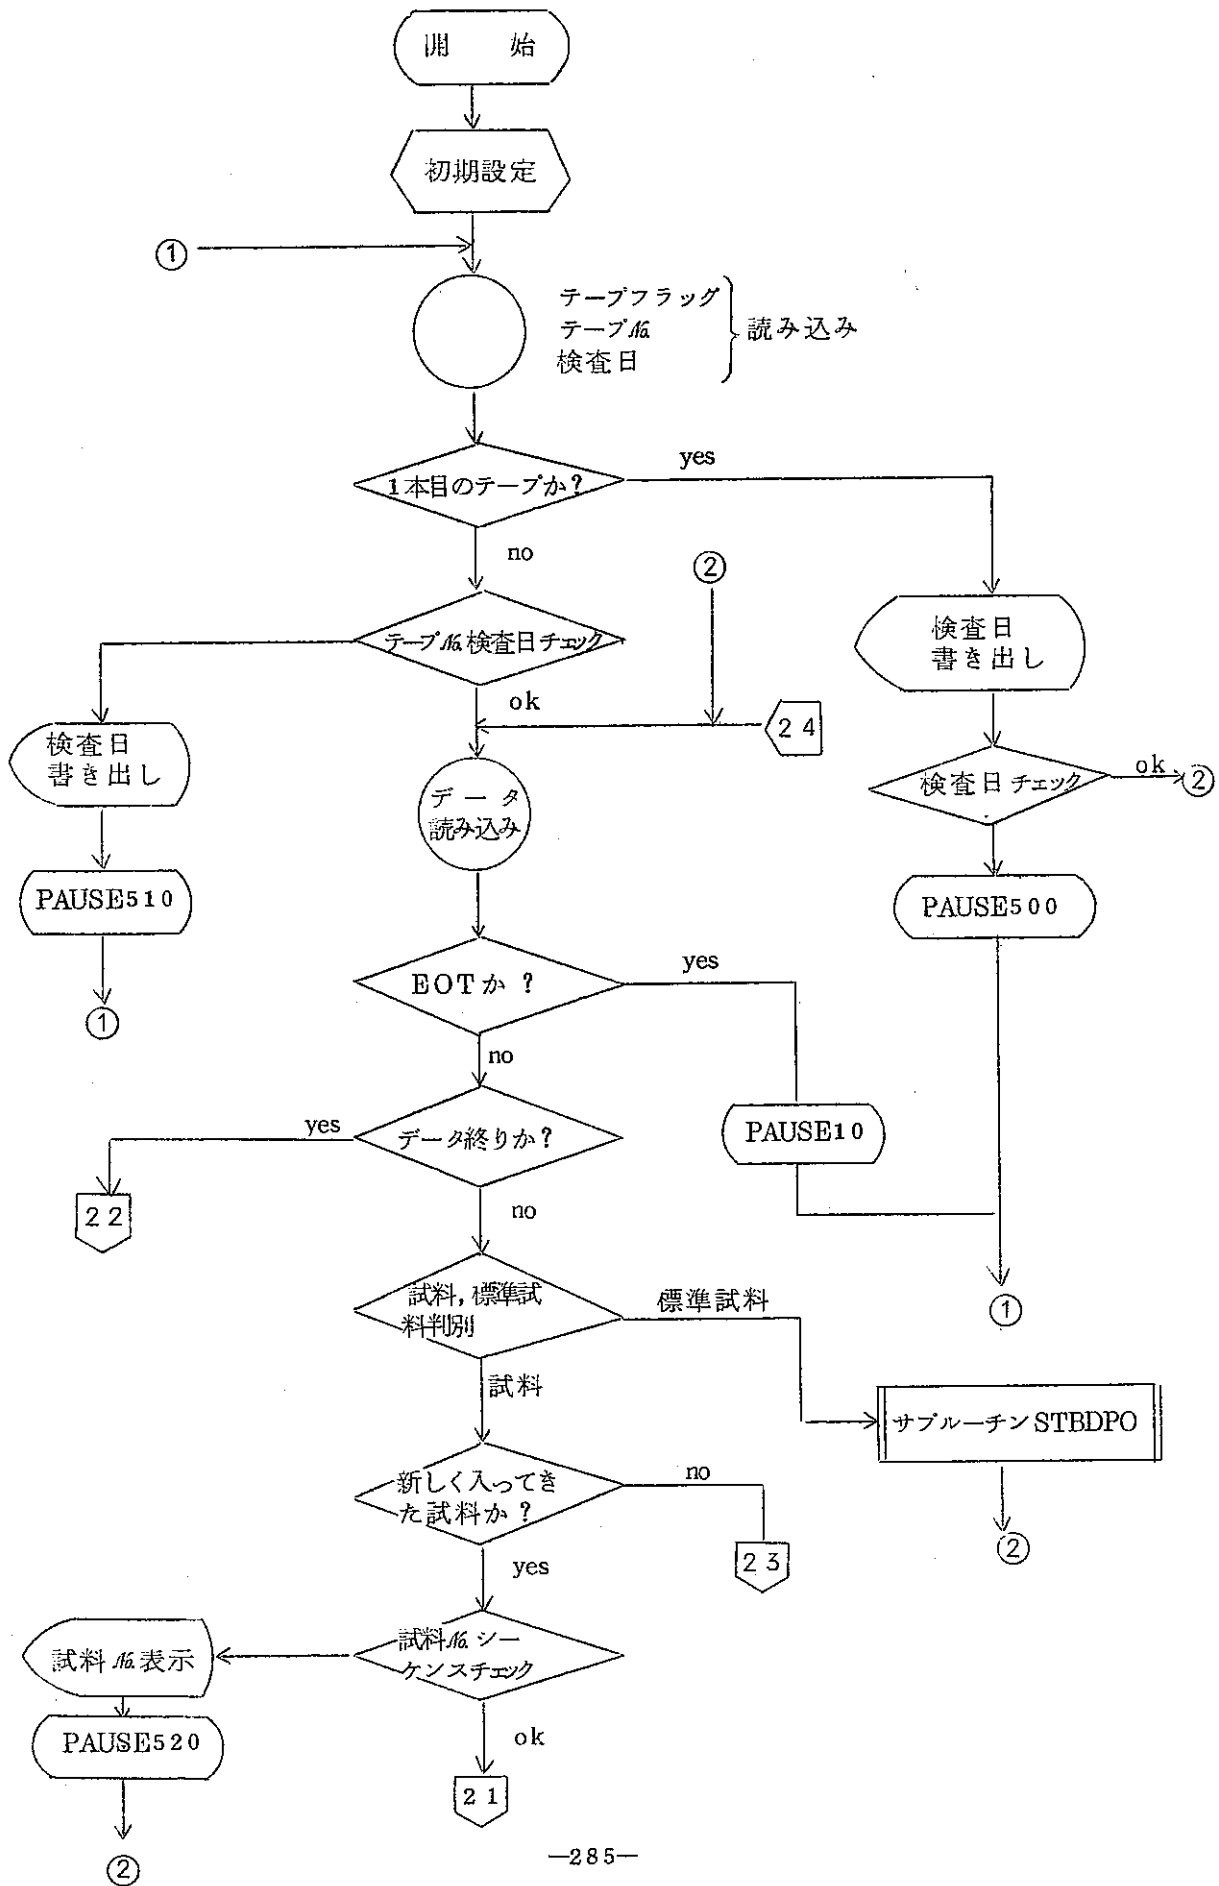 開 始
初期設定
①
テープフラッグ
テープ№
検査日
読み込み
1本目のテープか?
yes
no
②
テープ№検査日チェック
ok
24
検査日
書き出し
検査日
書き出し
検査日チェック
ok
②
データ
読み込み
PAUSE510
PAUSE500
①
EOTか?
yes
no
PAUSE10
データ終りか?
yes
22
no
①
試料,標準試
料判別
標準試料
試料
サブルーチンSTBDPO
②
新しく入ってき
た試料か?
no
23
yes
試料№シー
ケンスチェック
試料№表示
PAUSE520
ok
21
②
—285—